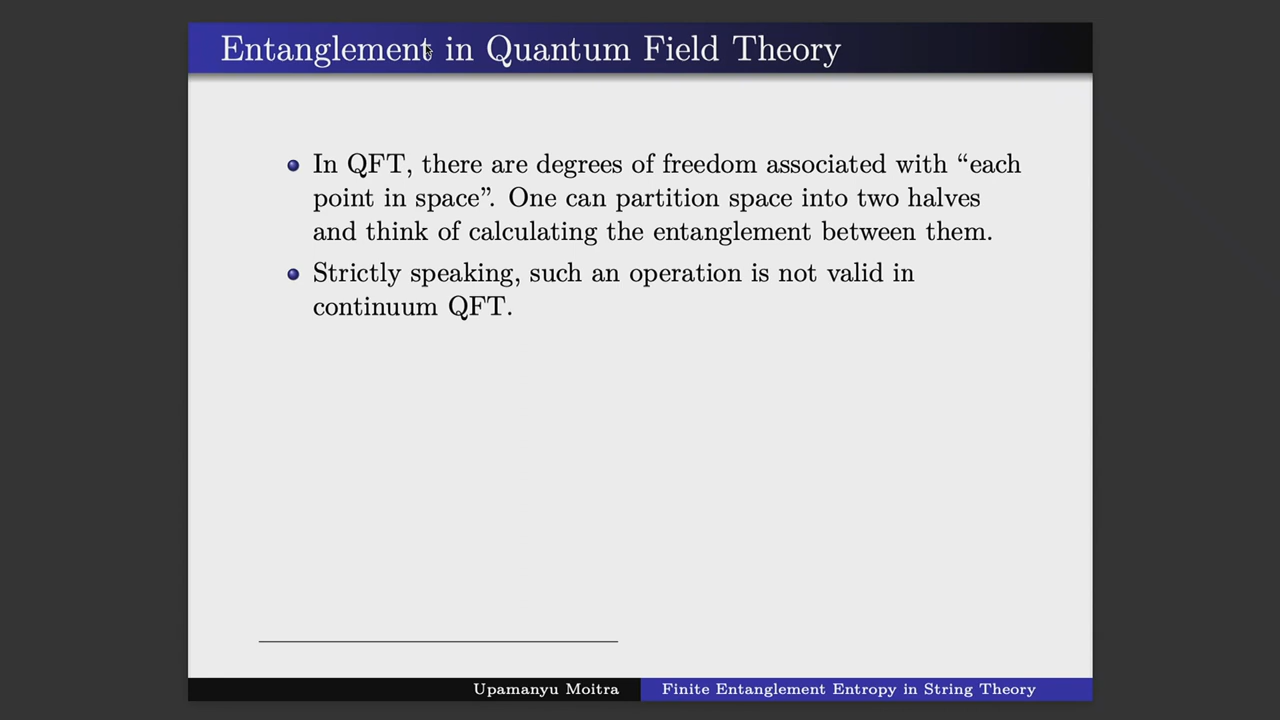 Entanglement in Quantum Field Theory
In QFT, there are degrees of freedom associated with “each
point in space”. One can partition space into two halves
and think of calculating the entanglement between them.
Strictly speaking, such an operation is not valid in
continuum QFT.
Upamanyu Moitra
Finite Entanglement Entropy in String Theory